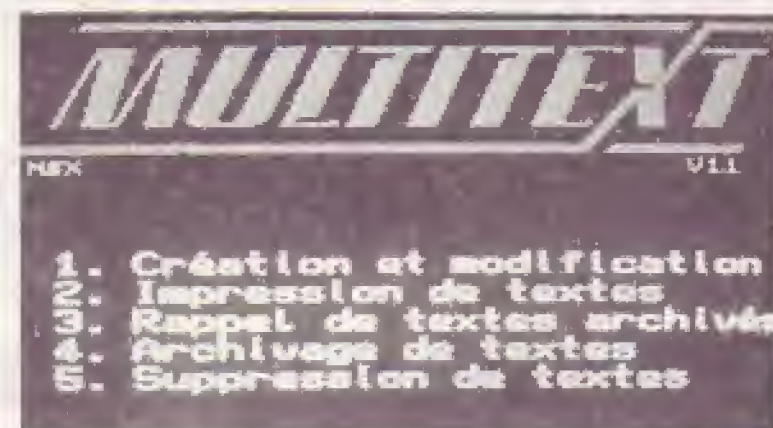 MULTITEXT
MSX V1.1
1. Création et modification
2. Impression de textes
3. Rappel de textes archivés
4. Archivage de textes
5. Suppression de textes